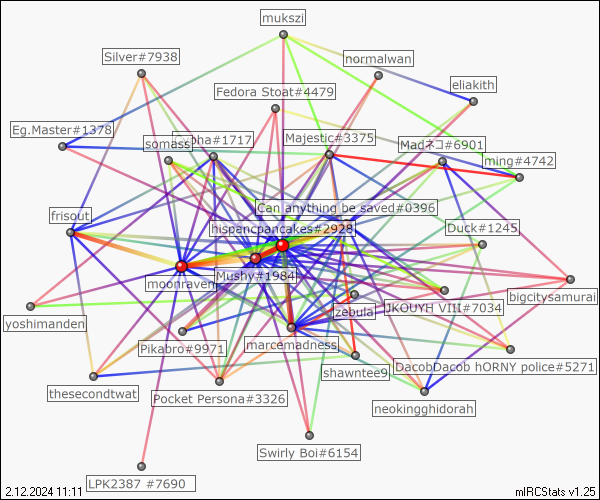 mukszi
Silver#7938
normalwan
eliakith
Fedora Stoat#4479
Eg.Master#1378
somass
pha#1717
Majestic#3375
Madネコ#6901
ming#4742
Can anything be saved#0396
frisout
hispancpancakes#2928
Duck#1245
moonraven
Mushy#1984
bigcitysamurai
zebulaj
JKOUYH VIII#7034
yoshimanden
Pikabro#9971
marcemadness
shawntee9
DacobDacob hORNY police#5271
thesecondtwat
Pocket Persona#3326
neokingghidorah
Swirly Boi#6154
LPK2387 #7690
2.12.2024 11:11
mIRCStats v1.25